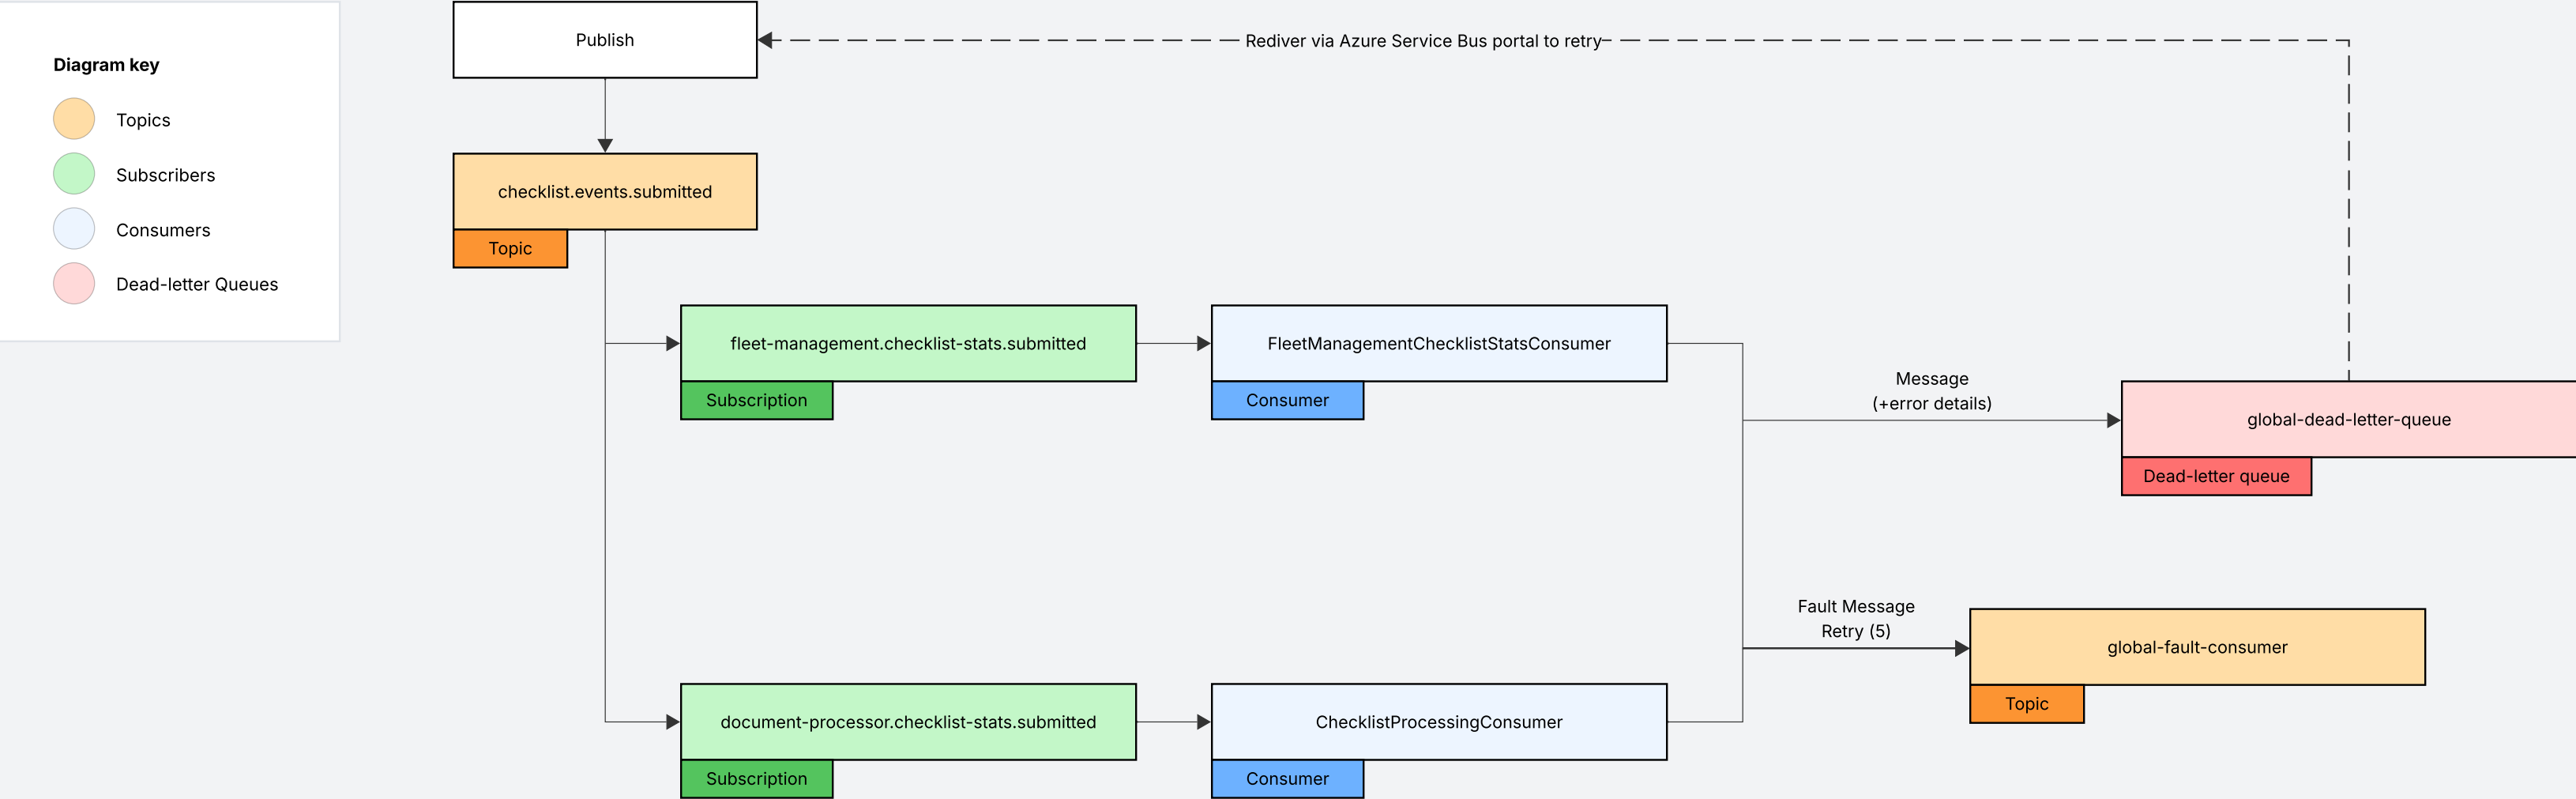 Diagram key
Topics
Subscribers
Consumers
Dead-letter Queues
Publish
Rediver via Azure Service Bus portal to retry
checklist.events.submitted
Topic
fleet-management.checklist-stats.submitted
Subscription
FleetManagementChecklistStatsConsumer
Consumer
Message
(+error details)
global-dead-letter-queue
Dead-letter queue
Fault Message
Retry (5)
global-fault-consumer
Topic
document-processor.checklist-stats.submitted
Subscription
ChecklistProcessingConsumer
Consumer